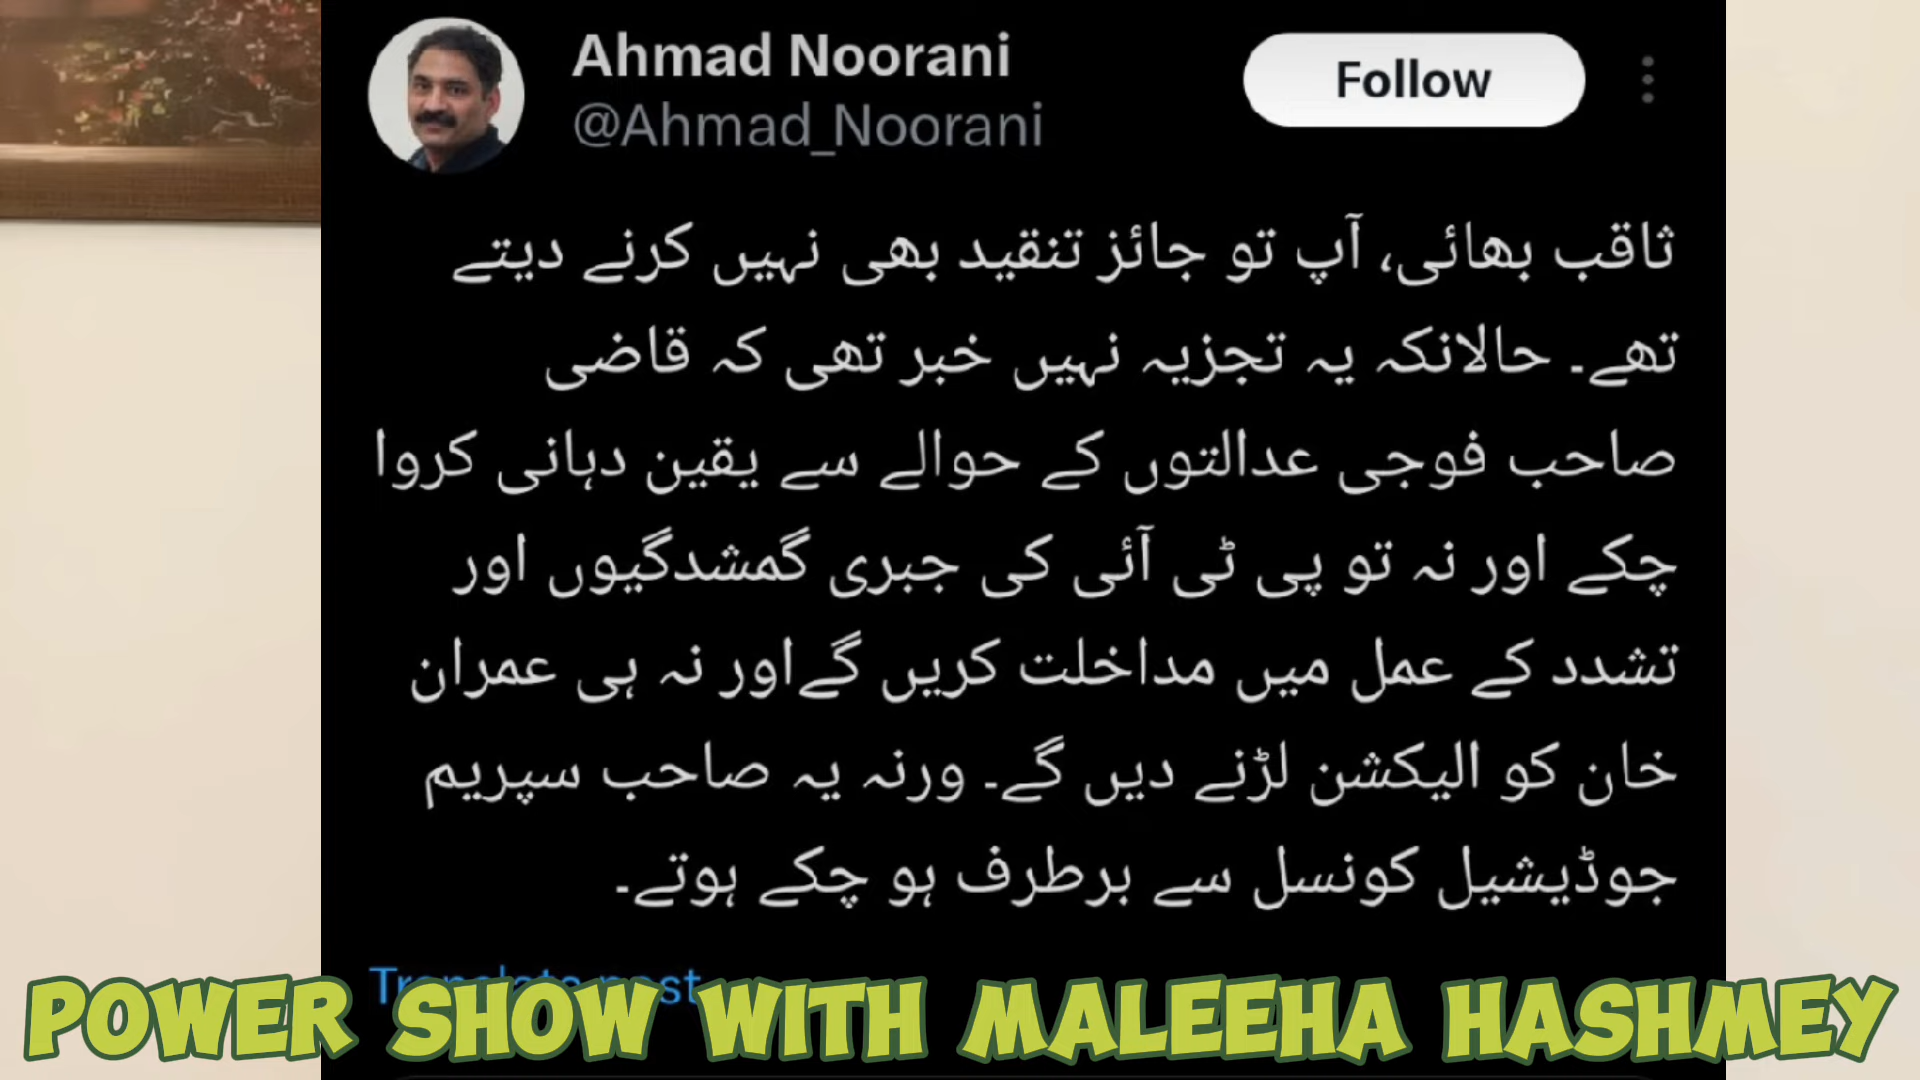 Ahmad Noorani
@Ahmad_Noorani
Follow
ثاقب بھائی، آپ تو جائز تنقید بھی نہیں کرنے دیتے
تھے۔ حالانکہ یہ تجزیہ نہیں خبر تھی کہ قاضی
صاحب فوجی عدالتوں کے حوالے سے یقین دہانی کروا
چکے اور نہ تو پی ٹی آئی کی جبری گمشدگیوں اور
تشدد کے عمل میں مداخلت کریں گےاور نہ ہی عمران
خان کو الیکشن لڑنے دیں گے۔ ورنہ یہ صاحب سپریم
جوڈیشیل کونسل سے برطرف ہو چکے ہوتے۔
Translate post
POWER SHOW WITH MALEEHA HASHMEY